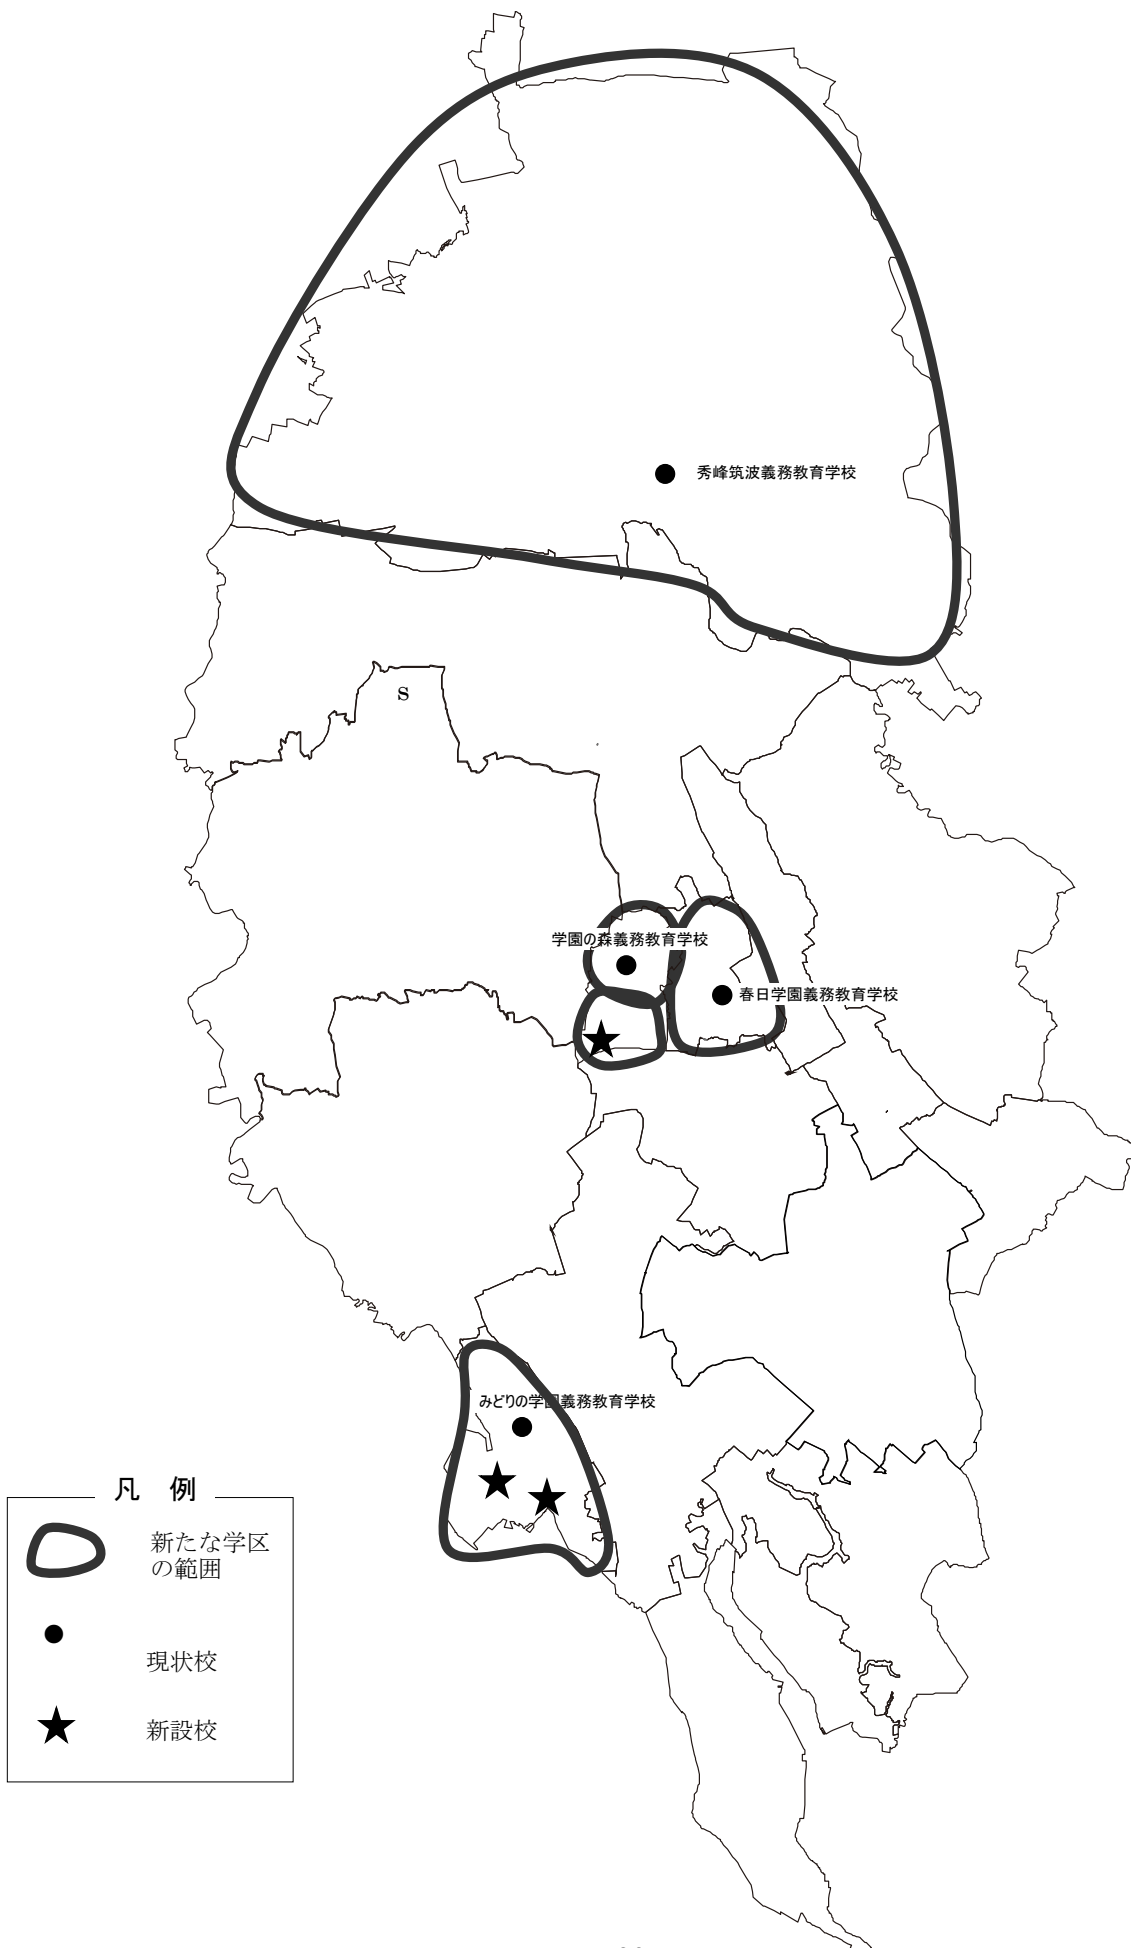 秀峰筑波義務教育学校
s
学園の森義務教育学校
春日学園義務教育学校
みどりの学園義務教育学校
凡 例
新たな学区
の範囲
現状校
新設校